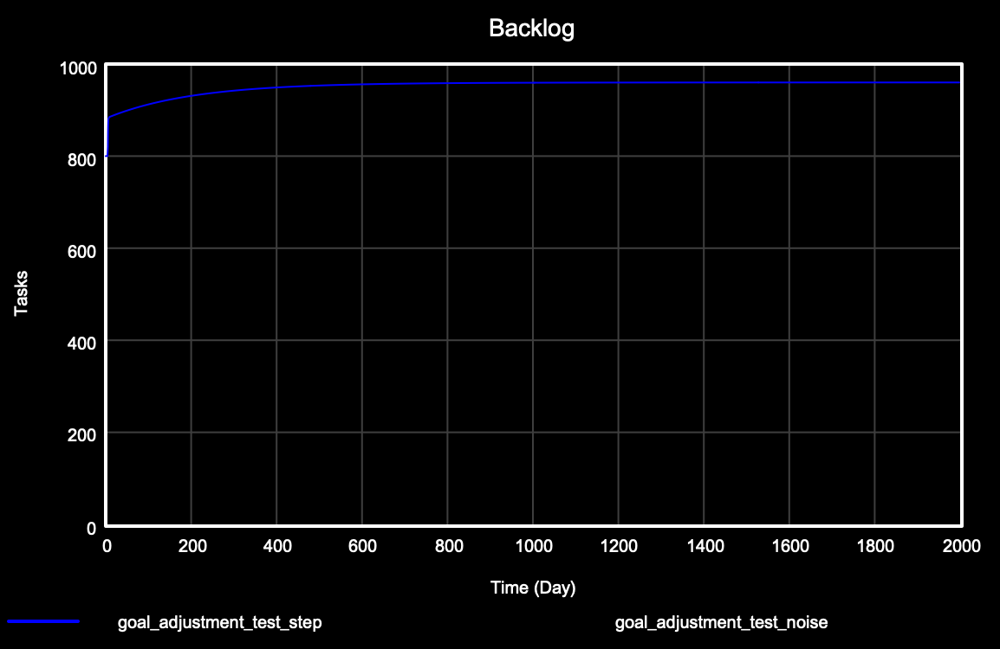 Backlog
1000
800
600
400
200
0
Tasks
0 200 400 600 800 1000 1200 1400 1600 1800 2000
Time (Day)
goal_adjustment_test_step goal_adjustment_test_noise